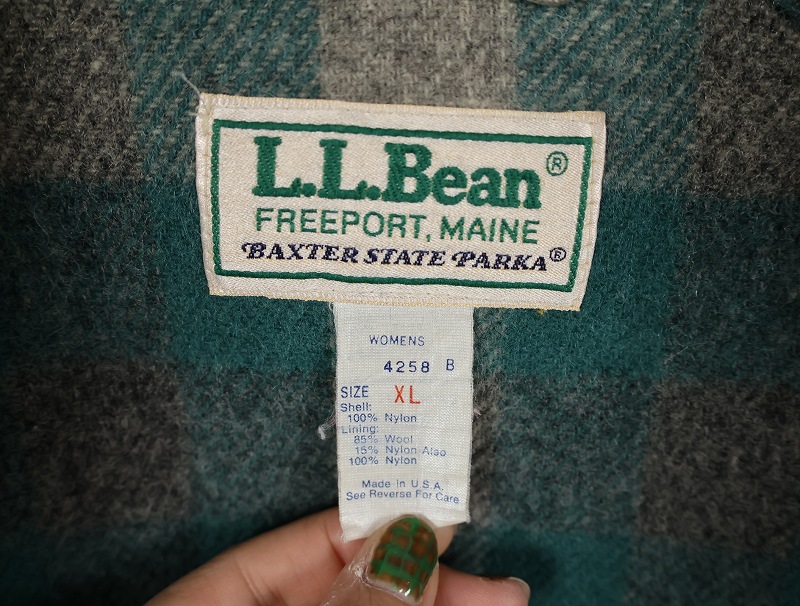 L.L.Bean®
FREEPORT, MAINE
BAXTER STATE PARKA®
WOMENS
4258 B
SIZE XL
Shell:
100% Nylon
Lining:
85% Wool
15% Nylon Also
100% Nylon
Made in U.S.A.
See Reverse For Care